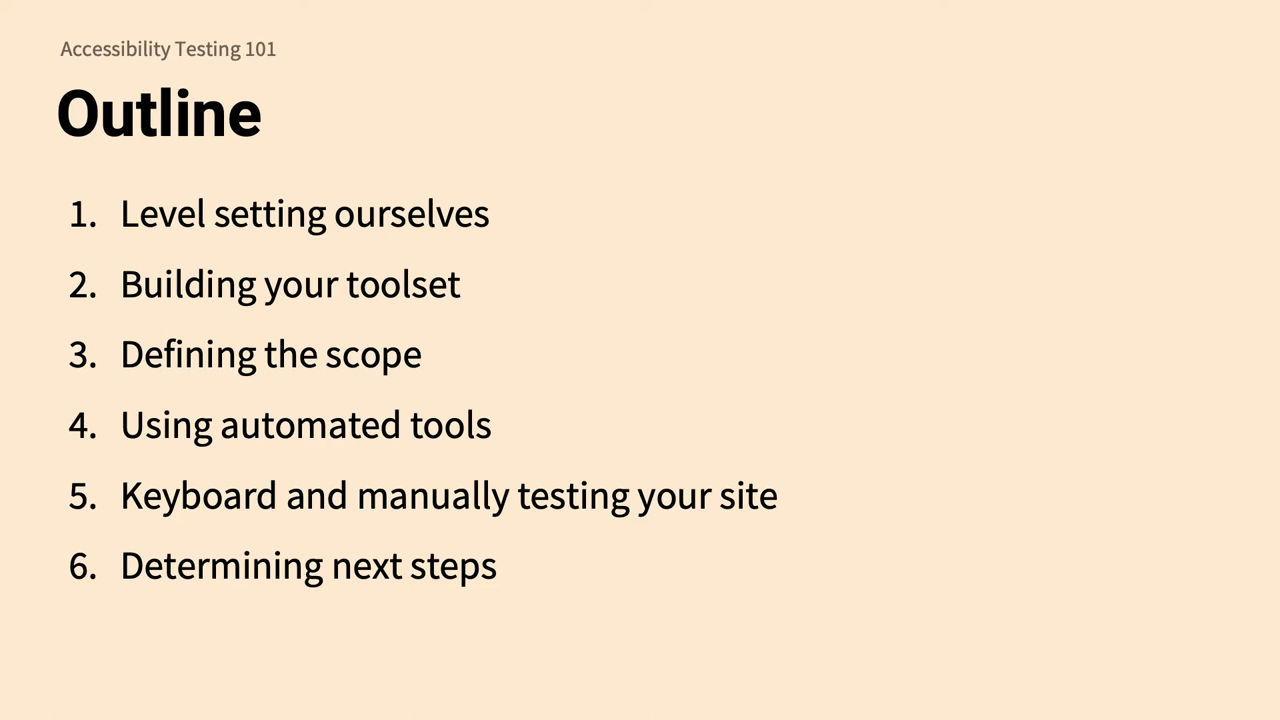 Accessibility Testing 101
Outline
1. Level setting ourselves
2. Building your toolset
3. Defining the scope
4. Using automated tools
5. Keyboard and manually testing your site
6. Determining next steps